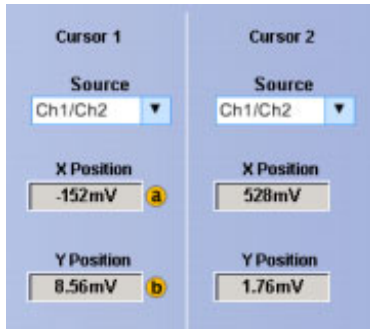 Cursor 1 Cursor 2
Source Source
Ch1/Ch2 Ch1/Ch2
X Position X Position
-152mV a 528mV
Y Position Y Position
8.56mV b 1.76mV